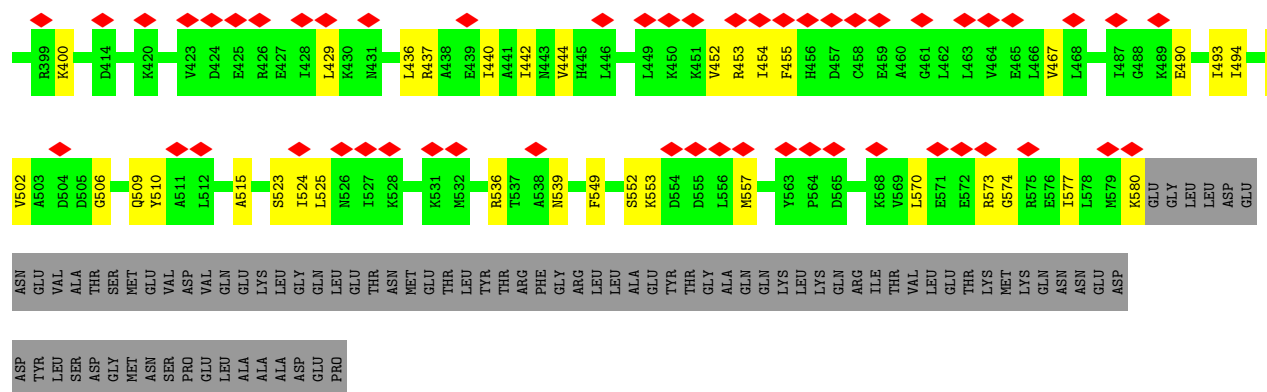 R399 K400 D414 K420 V423 D424 E425 R426 E427 I428 L429 K430 N431 L436 R437 A438 E439 I440 A441 I442 N443 V444 H445 L446 L449 K450 K451 V452 R453 I454 F455 H456 D457 C458 E459 A460 G461 L462 L463 V464 E465 L466 V467 L468 I487 G488 K489 E490 I493 I494
V502 A503 D504 D505 G506 Q509 Y510 A511 L512 A515 S523 I524 L525 N526 I527 K528 K531 M532 R536 T537 A538 N539 F549 S552 K553 D554 D555 L556 M557 Y563 P564 D565 K568 V569 L570 E571 E572 R573 G574 R575 E576 I577 L578 M579 K580 GLU GLY LEU LEU ASP GLU
ASN GLU VAL ALA THR SER MET GLU VAL ASP VAL GLN GLU GLU LYS LEU GLY GLN LEU GLU THR ASN MET GLU THR LEU TYR THR ARG PHE GLY ARG LEU LEU ALA GLU TYR THR GLY ALA GLN GLN LYS LEU LYS GLN ARG ILE THR VAL LEU GLU THR LYS MET LYS GLN ASN ASN GLU ASP
ASP TYR LEU SER ASP GLY MET ASN SER PRO GLU LEU ALA ALA ALA ASP GLU PRO